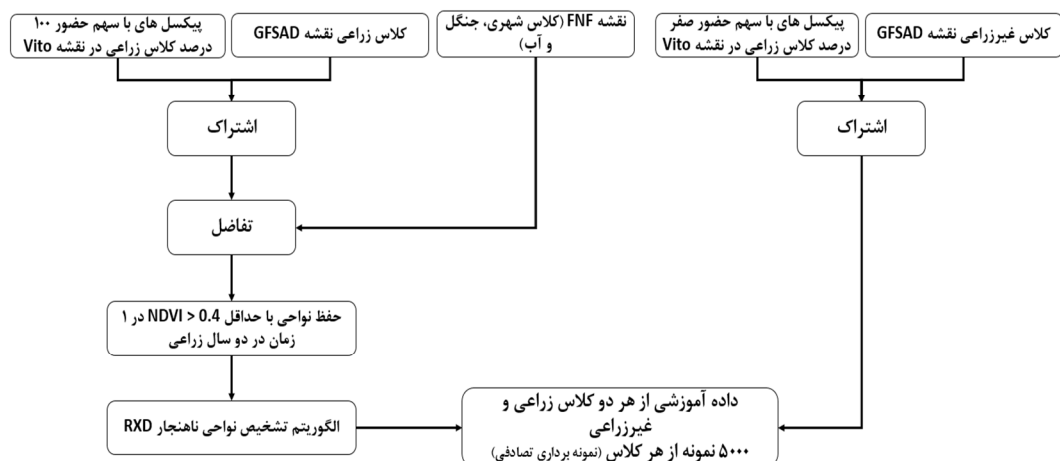 پیکسل های با سهم حضور ۱۰۰
درصد کلاس زراعی در نقشه Vito
کلاس زراعی نقشه GFSAD
نقشه FNF (کلاس شهری، جنگل
و آب)
پیکسل های با سهم حضور صفر
درصد کلاس زراعی در نقشه Vito
کلاس غیرزراعی نقشه GFSAD
اشتراک
اشتراک
تفاضل
حفظ نواحی با حداقل NDVI > 0.4 در ۱
زمان در دو سال زراعی
الگوریتم تشخیص نواحی ناهنجار RXD
داده آموزشی از هر دو کلاس زراعی و
غیرزراعی
۵۰۰۰ نمونه از هر کلاس (نمونه برداری تصادفی)